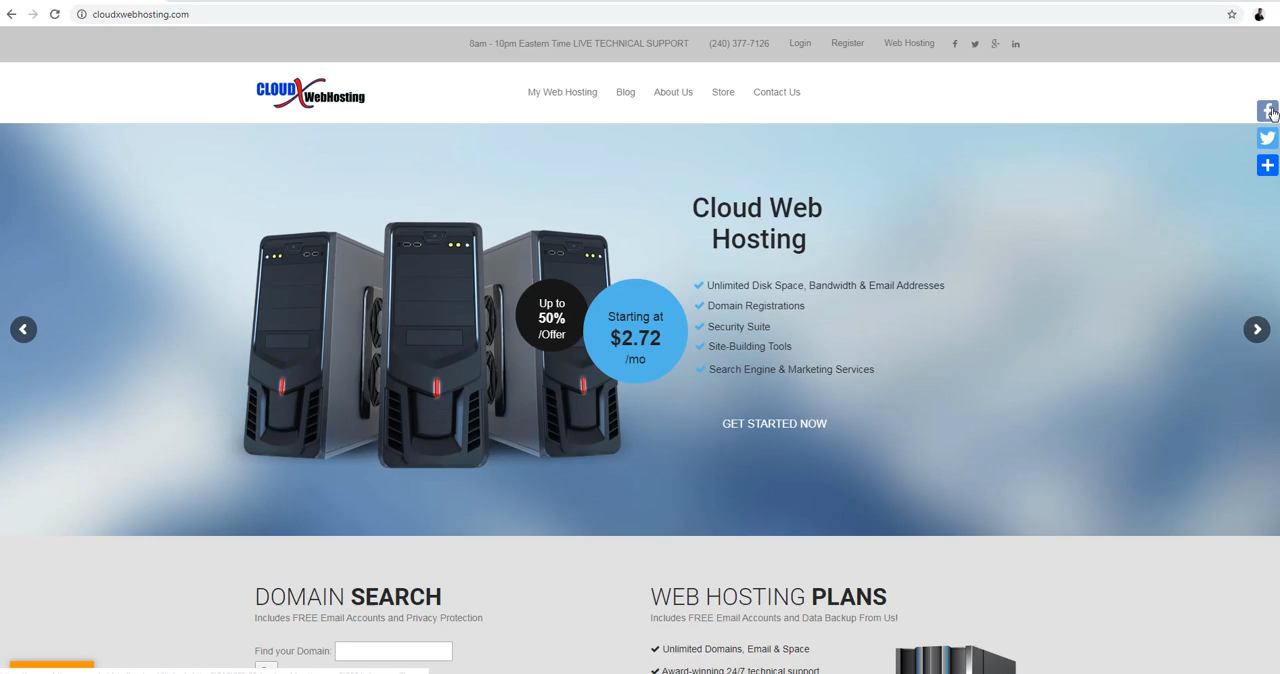 cloudxwebhosting.com
8am - 10pm Eastern Time LIVE TECHNICAL SUPPORT (240) 377-7126 Login Register Web Hosting
CLOUD X WebHosting
My Web Hosting Blog About Us Store Contact Us
Cloud Web
Hosting
Up to
50%
/Offer
Starting at
$2.72
/mo
Unlimited Disk Space, Bandwidth & Email Addresses
Domain Registrations
Security Suite
Site-Building Tools
Search Engine & Marketing Services
GET STARTED NOW
DOMAIN SEARCH
Includes FREE Email Accounts and Privacy Protection
Find your Domain:
WEB HOSTING PLANS
Includes FREE Email Accounts and Data Backup From Us!
Unlimited Domains, Email & Space
Award-winning 24/7 technical support